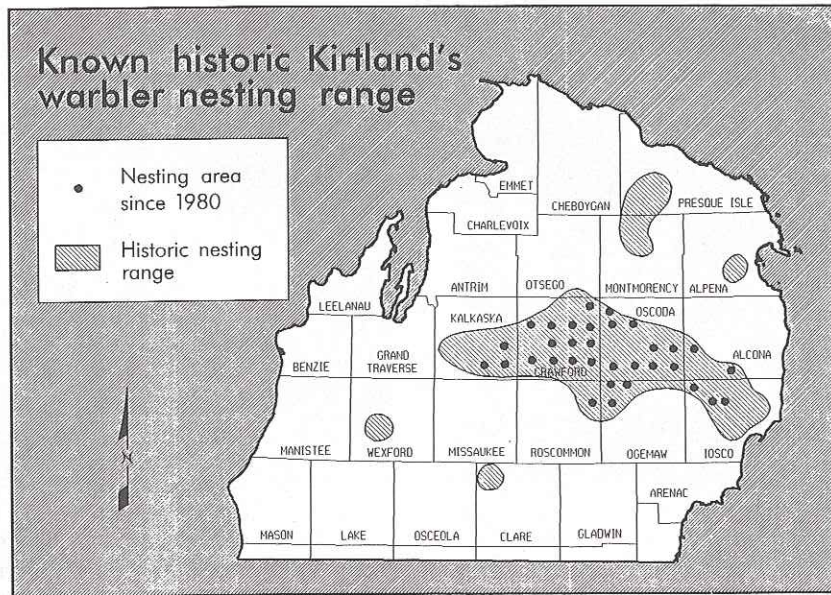 Known historic Kirtland's
warbler nesting range
Nesting area
since 1980
Historic nesting
range
EMMET
CHEBOYGAN
PRESQUE ISLE
CHARLEVOIX
ANTRIM
OTSEGO
MONTMORENCY
ALPENA
LEELANAU
KALKASKA
OSCODA
BENZIE
GRAND
TRAVERSE
CRAWFORD
ALCONA
N
MANISTEE
WEXFORD
MISSAUKEE
ROSCOMMON
OGEMAW
IOSCO
ARENAC
MASON
LAKE
OSCEOLA
CLARE
GLADWIN